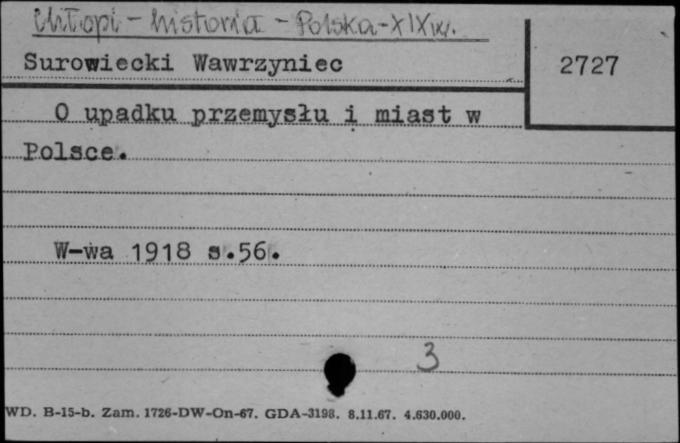 Chłopi - historia - Polska - XIX w.
Surowiecki Wawrzyniec
2727
O upadku przemysłu i miast w
Polsce.
W-wa 1918 s.56.
3
WD. B-15-b. Zam. 1726-DW-On-67. GDA-3198. 8.11.67. 4.630.000.